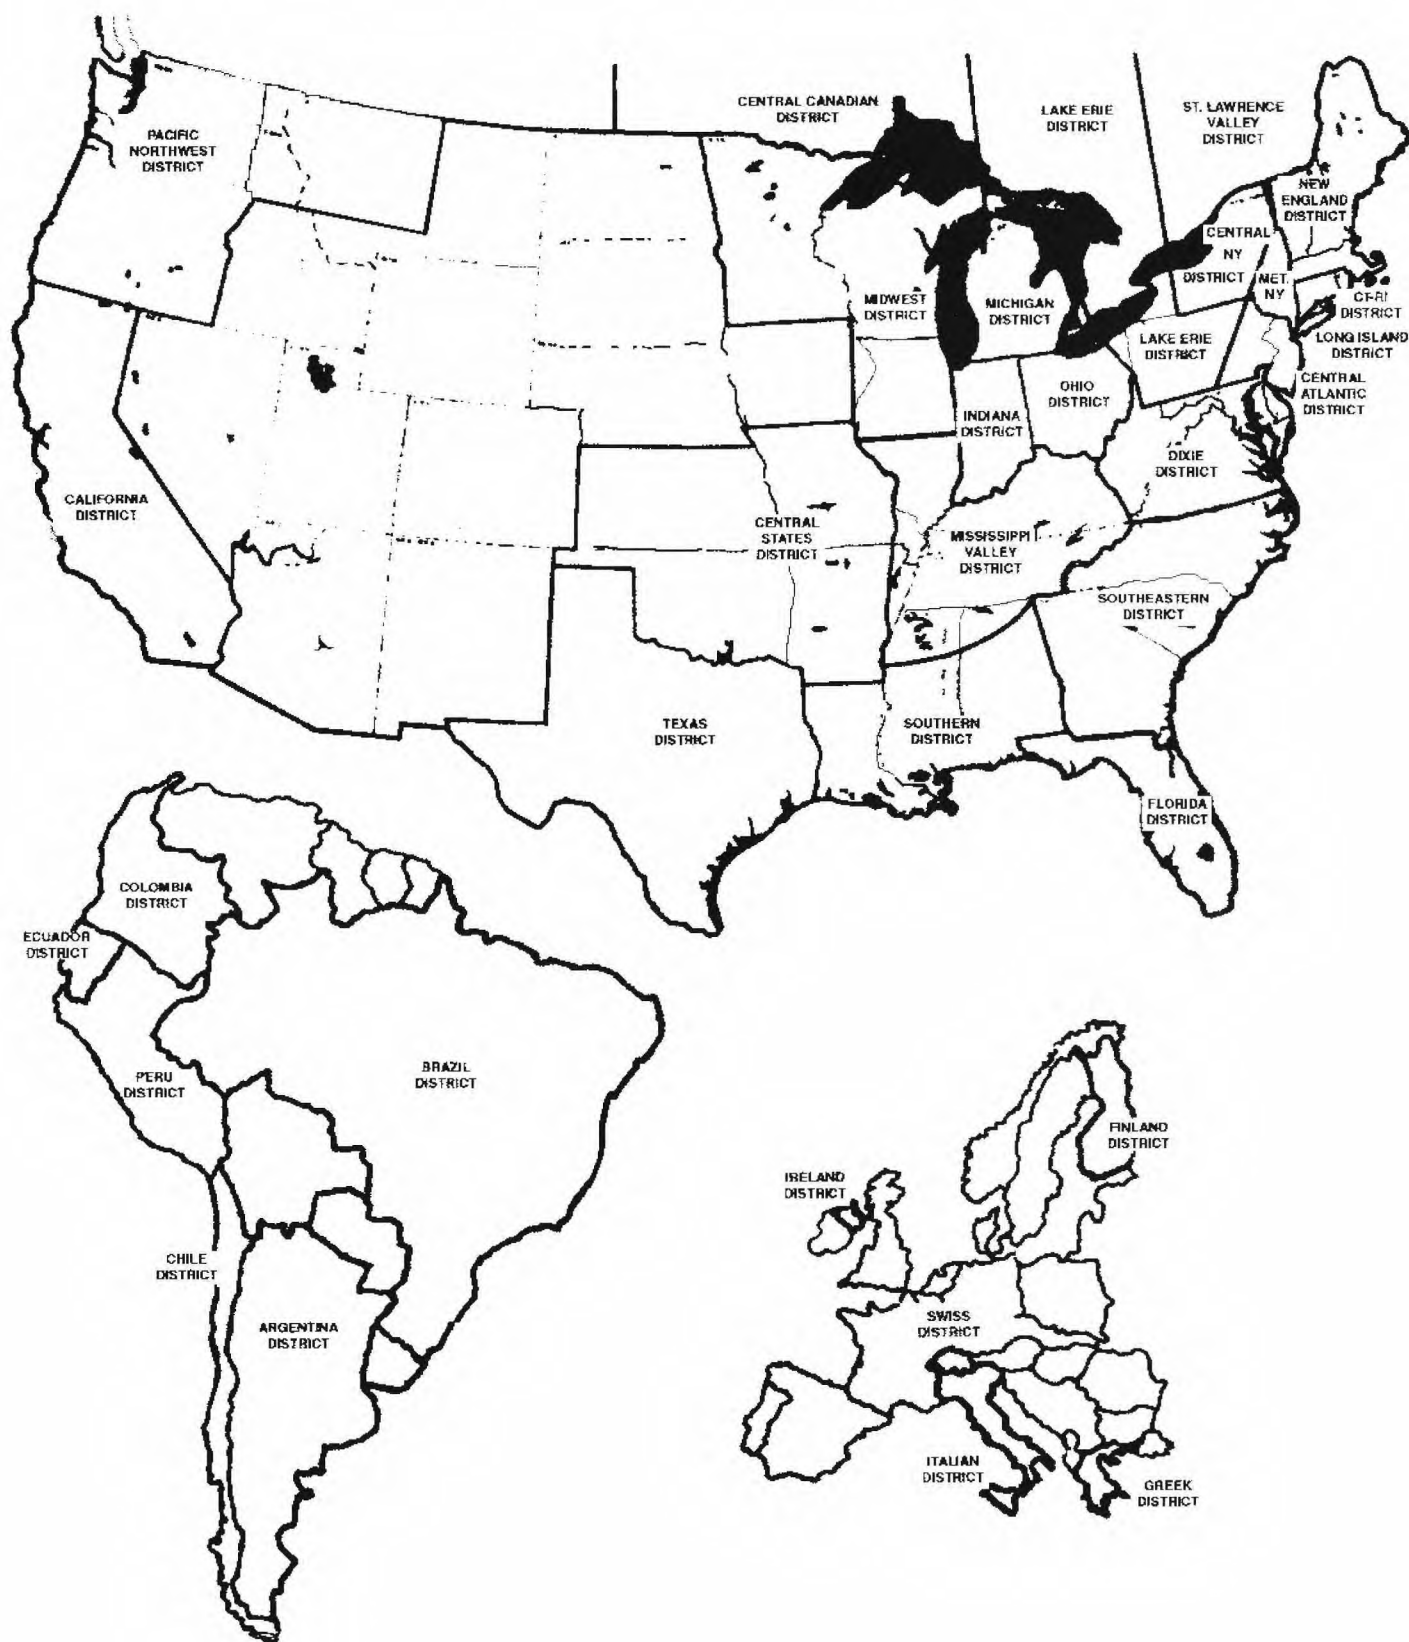 CENTRAL CANADIAN
DISTRICT
LAKE ERIE
DISTRICT
ST. LAWRENCE
VALLEY
DISTRICT
PACIFIC
NORTHWEST
DISTRICT
NEW
ENGLAND
DISTRICT
CENTRAL
NY
DISTRICT
MET.
NY
CT-RI
DISTRICT
MIDWEST
DISTRICT
MICHIGAN
DISTRICT
LAKE ERIE
DISTRICT
LONG ISLAND
DISTRICT
OHIO
DISTRICT
CENTRAL
ATLANTIC
DISTRICT
INDIANA
DISTRICT
DIXIE
DISTRICT
CALIFORNIA
DISTRICT
CENTRAL
STATES
DISTRICT
MISSISSIPPI
VALLEY
DISTRICT
SOUTHEASTERN
DISTRICT
TEXAS
DISTRICT
SOUTHERN
DISTRICT
FLORIDA
DISTRICT
COLOMBIA
DISTRICT
ECUADOR
DISTRICT
PERU
DISTRICT
BRAZIL
DISTRICT
CHILE
DISTRICT
ARGENTINA
DISTRICT
FINLAND
DISTRICT
IRELAND
DISTRICT
SWISS
DISTRICT
ITALIAN
DISTRICT
GREEK
DISTRICT